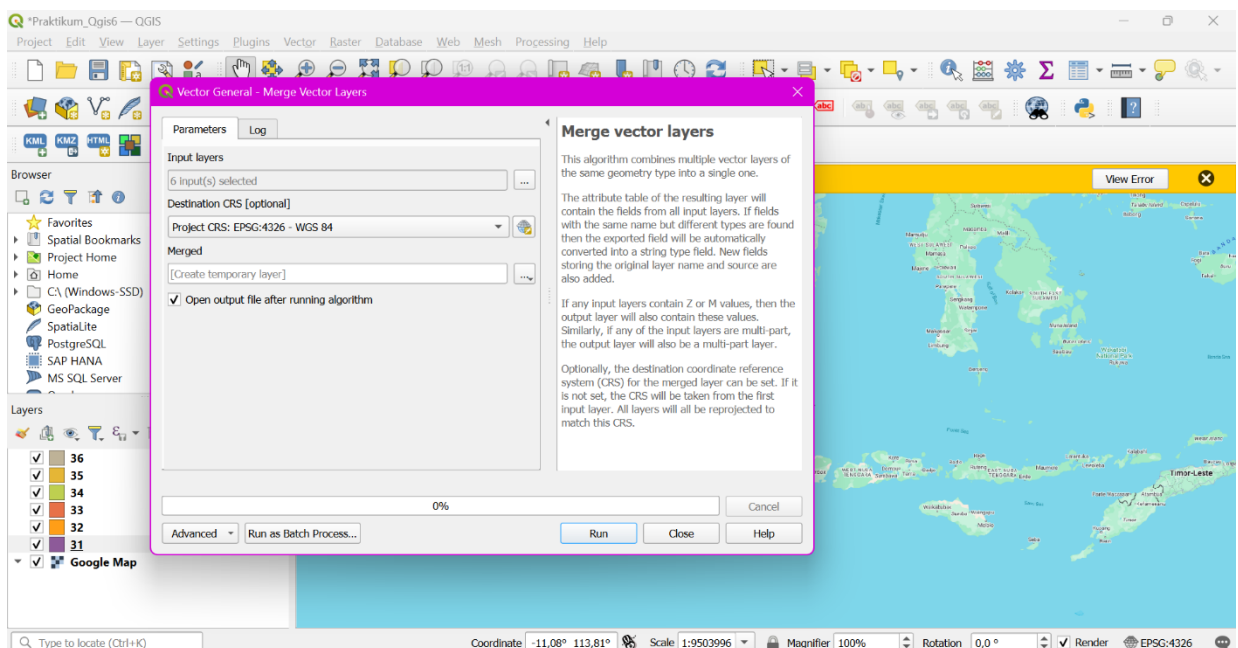 *Praktikum_Qgis6 — QGIS
Project Edit View Layer Settings Plugins Vector Raster Database Web Mesh Processing Help
Vector General - Merge Vector Layers
abc
KML KMZ HTML
Parameters Log
Input layers
6 input(s) selected
...
Destination CRS [optional]
Project CRS: EPSG:4326 - WGS 84
Merged
[Create temporary layer]
...
Open output file after running algorithm
0%
Cancel
Advanced
Run as Batch Process...
Run
Close
Help
Merge vector layers
This algorithm combines multiple vector layers of
the same geometry type into a single one.
The attribute table of the resulting layer will
contain the fields from all input layers. If fields
with the same name but different types are found
then the exported field will be automatically
converted into a string type field. New fields
storing the original layer name and source are
also added.
If any input layers contain Z or M values, then the
output layer will also contain these values.
Similarly, if any of the input layers are multi-part,
the output layer will also be a multi-part layer.
Optionally, the destination coordinate reference
system (CRS) for the merged layer can be set. If it
is not set, the CRS will be taken from the first
input layer. All layers will all be reprojected to
match this CRS.
View Error
Browser
Favorites
Spatial Bookmarks
Project Home
Home
C:\ (Windows-SSD)
GeoPackage
SpatiaLite
PostgreSQL
SAP HANA
MS SQL Server
Layers
36
35
34
33
32
31
Google Map
Timor-Leste
Type to locate (Ctrl+K)
Coordinate -11,08° 113,81° Scale 1:9503996 Magnifier 100% Rotation 0,0 ° Render EPSG:4326